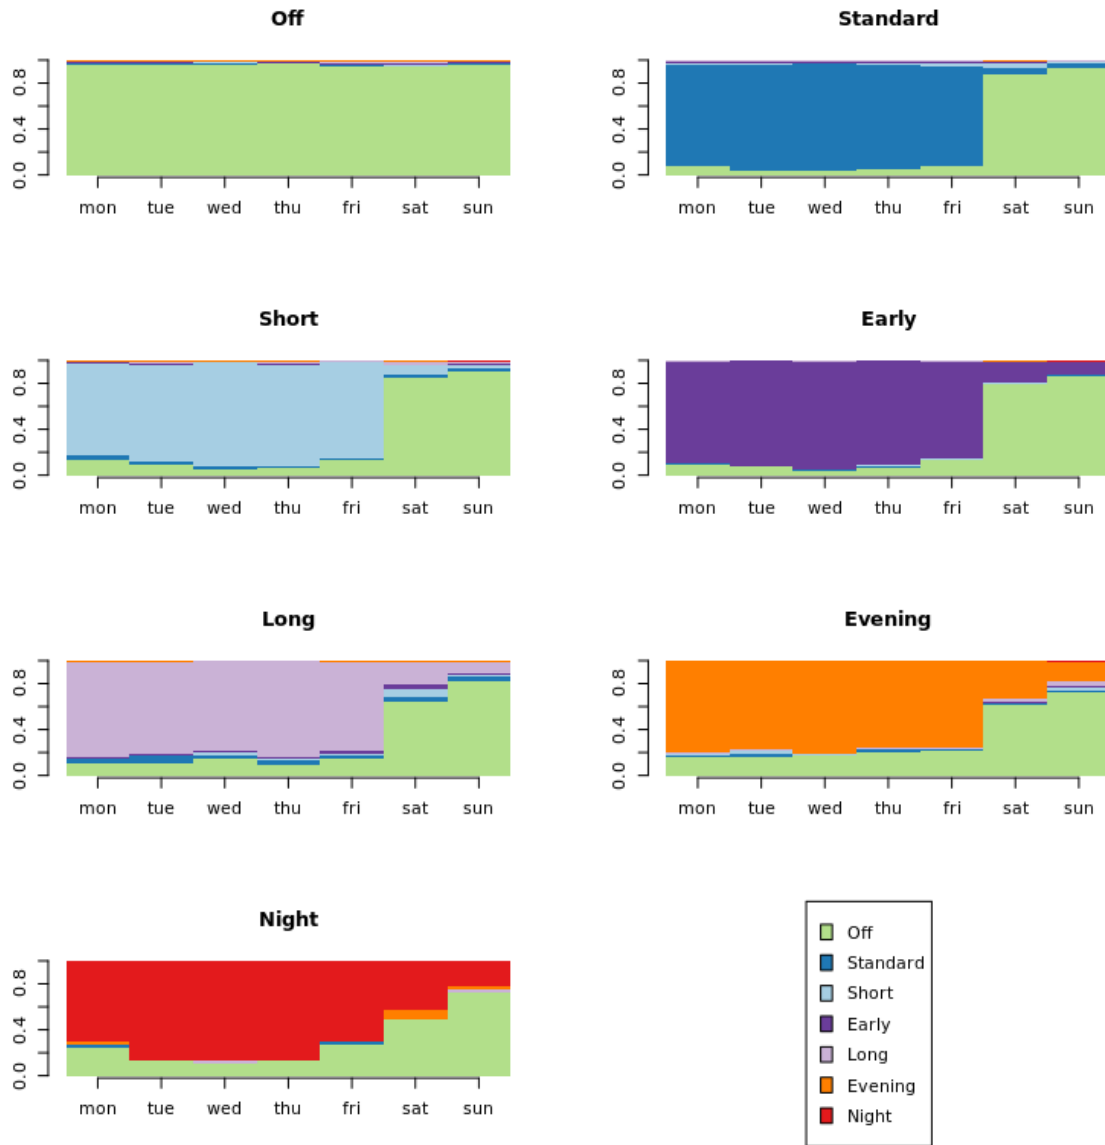 Off
0.8
0.4
0.0
mon tue wed thu fri sat sun
Standard
0.8
0.4
0.0
mon tue wed thu fri sat sun
Short
0.8
0.4
0.0
mon tue wed thu fri sat sun
Early
0.8
0.4
0.0
mon tue wed thu fri sat sun
Long
0.8
0.4
0.0
mon tue wed thu fri sat sun
Evening
0.8
0.4
0.0
mon tue wed thu fri sat sun
Night
0.8
0.4
0.0
mon tue wed thu fri sat sun
Off
Standard
Short
Early
Long
Evening
Night